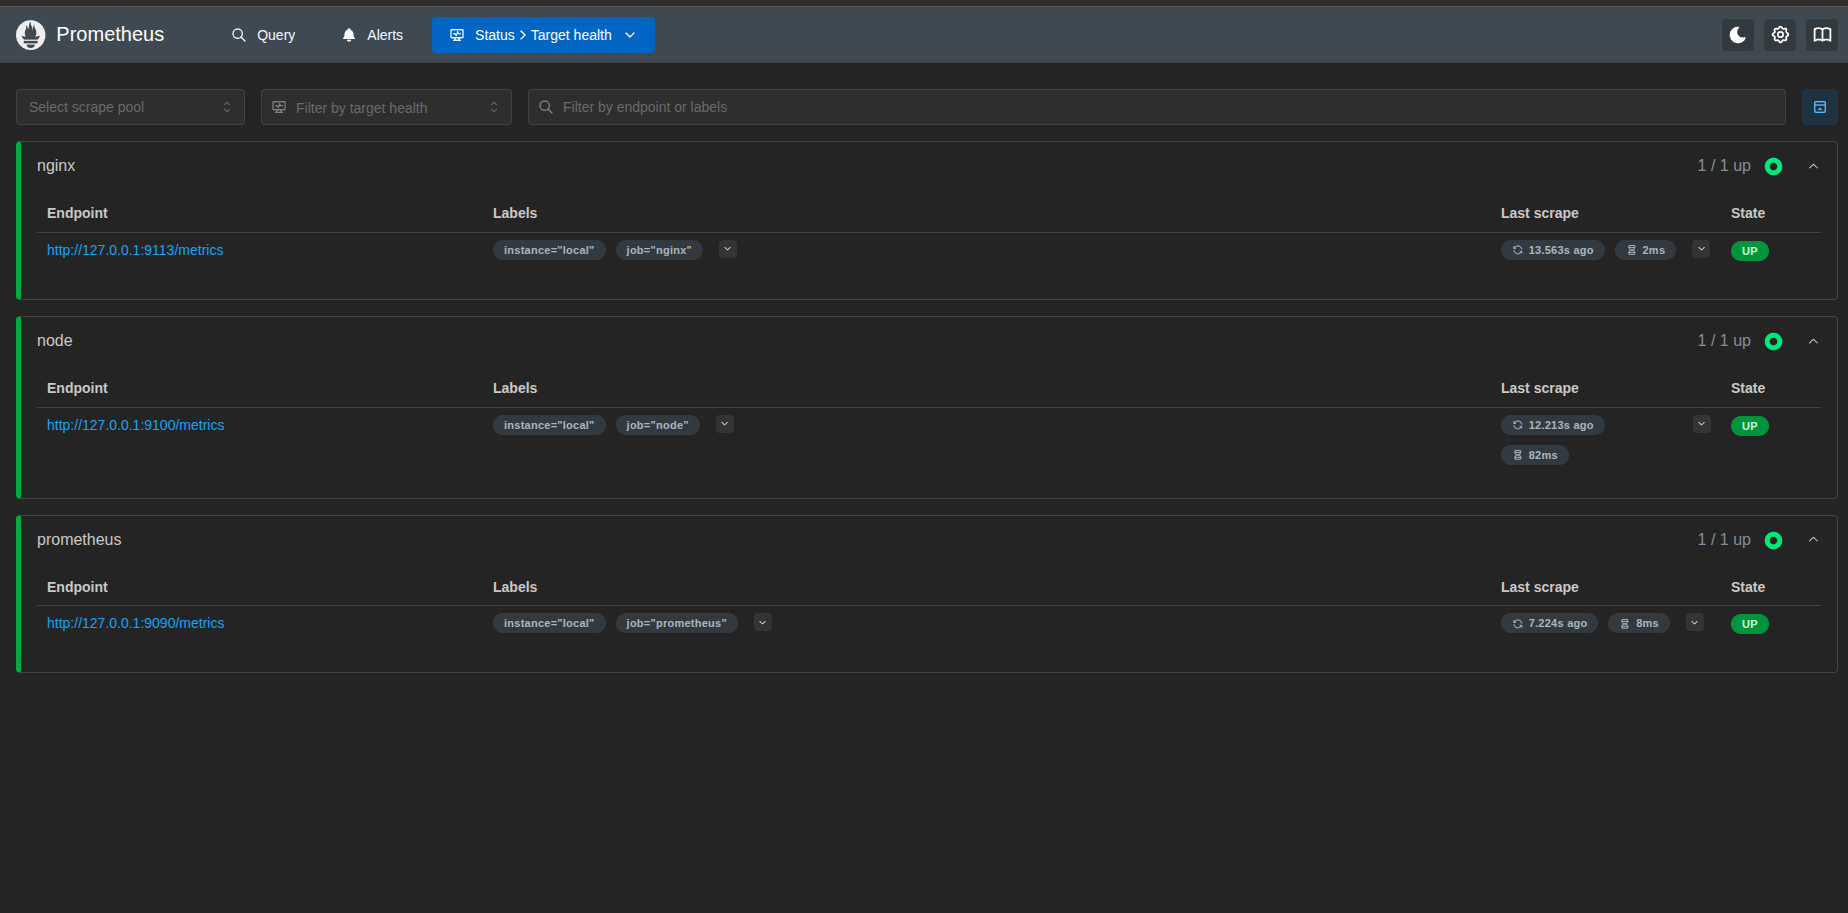 Prometheus Query Alerts Status > Target health
Select scrape pool Filter by target health Filter by endpoint or labels
nginx 1 / 1 up
Endpoint Labels Last scrape State
http://127.0.0.1:9113/metrics instance="local" job="nginx" 13.563s ago 2ms UP
node 1 / 1 up
Endpoint Labels Last scrape State
http://127.0.0.1:9100/metrics instance="local" job="node" 12.213s ago UP
82ms
prometheus 1 / 1 up
Endpoint Labels Last scrape State
http://127.0.0.1:9090/metrics instance="local" job="prometheus" 7.224s ago 8ms UP